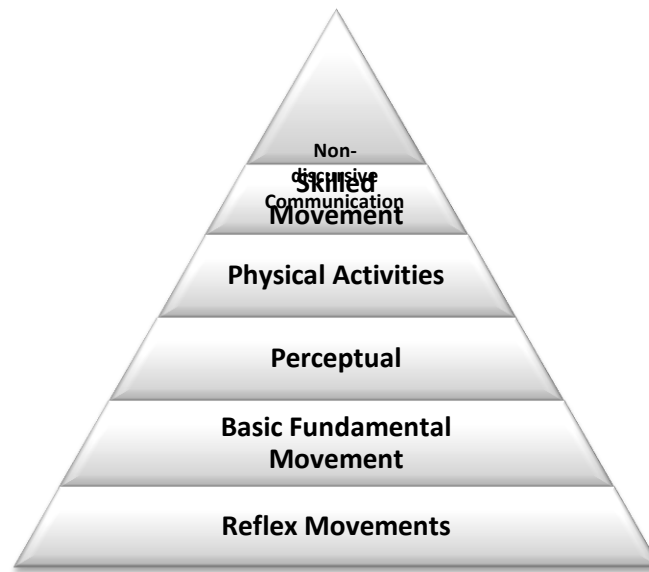 Non-
discursive
Communication
Skilled
Movement
Physical Activities
Perceptual
Basic Fundamental
Movement
Reflex Movements